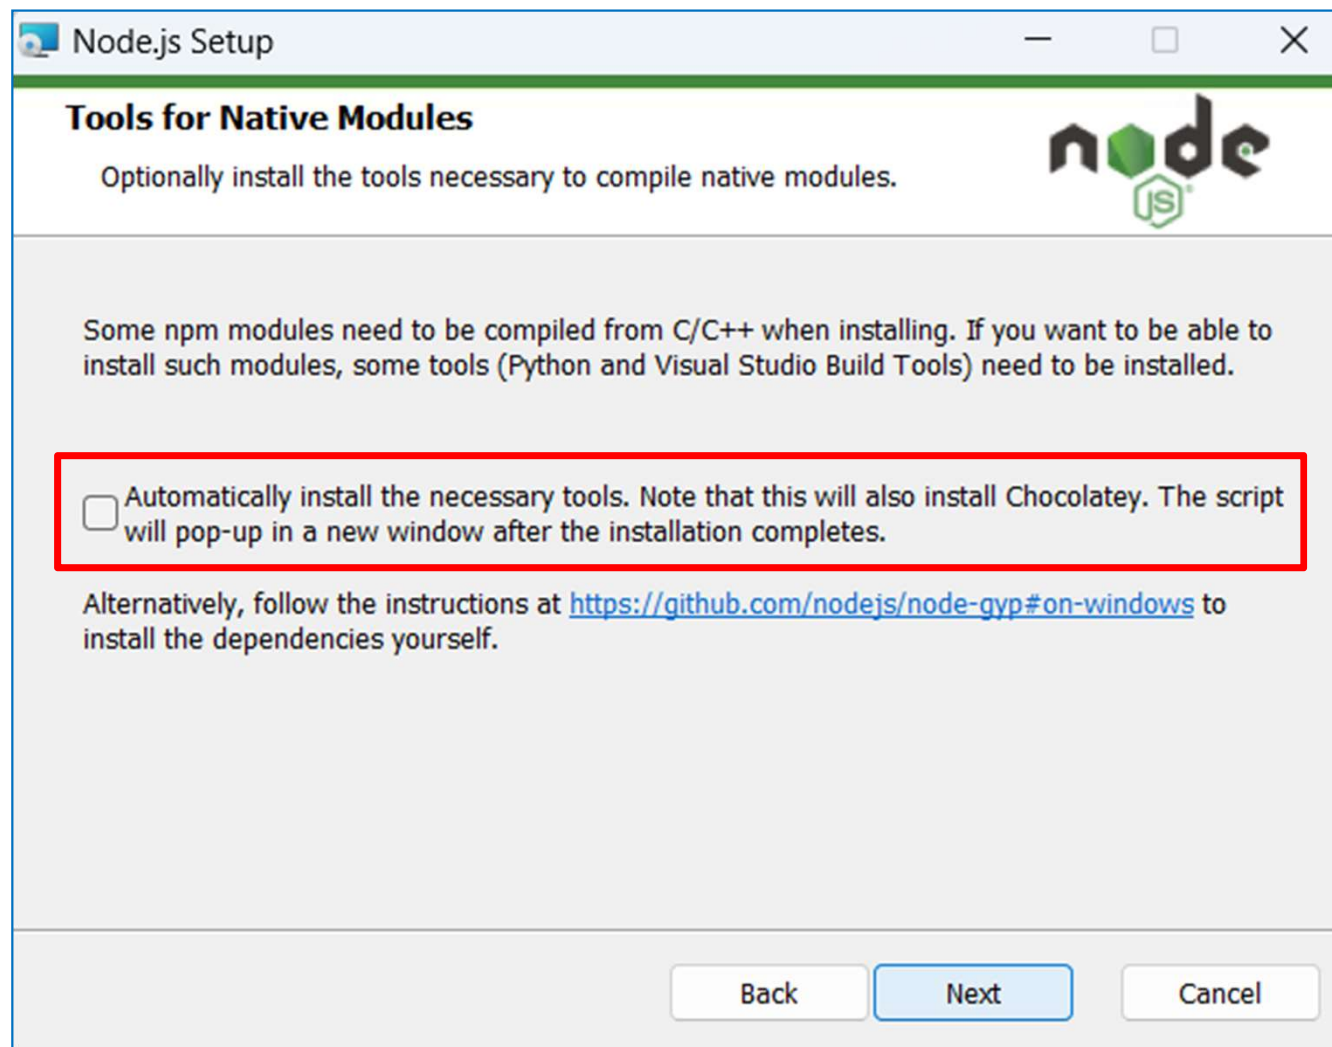 Node.js Setup
Tools for Native Modules
Optionally install the tools necessary to compile native modules.
node
JS
Some npm modules need to be compiled from C/C++ when installing. If you want to be able to
install such modules, some tools (Python and Visual Studio Build Tools) need to be installed.
Automatically install the necessary tools. Note that this will also install Chocolatey. The script
will pop-up in a new window after the installation completes.
Alternatively, follow the instructions at https://github.com/nodejs/node-gyp#on-windows to
install the dependencies yourself.
Back Next Cancel